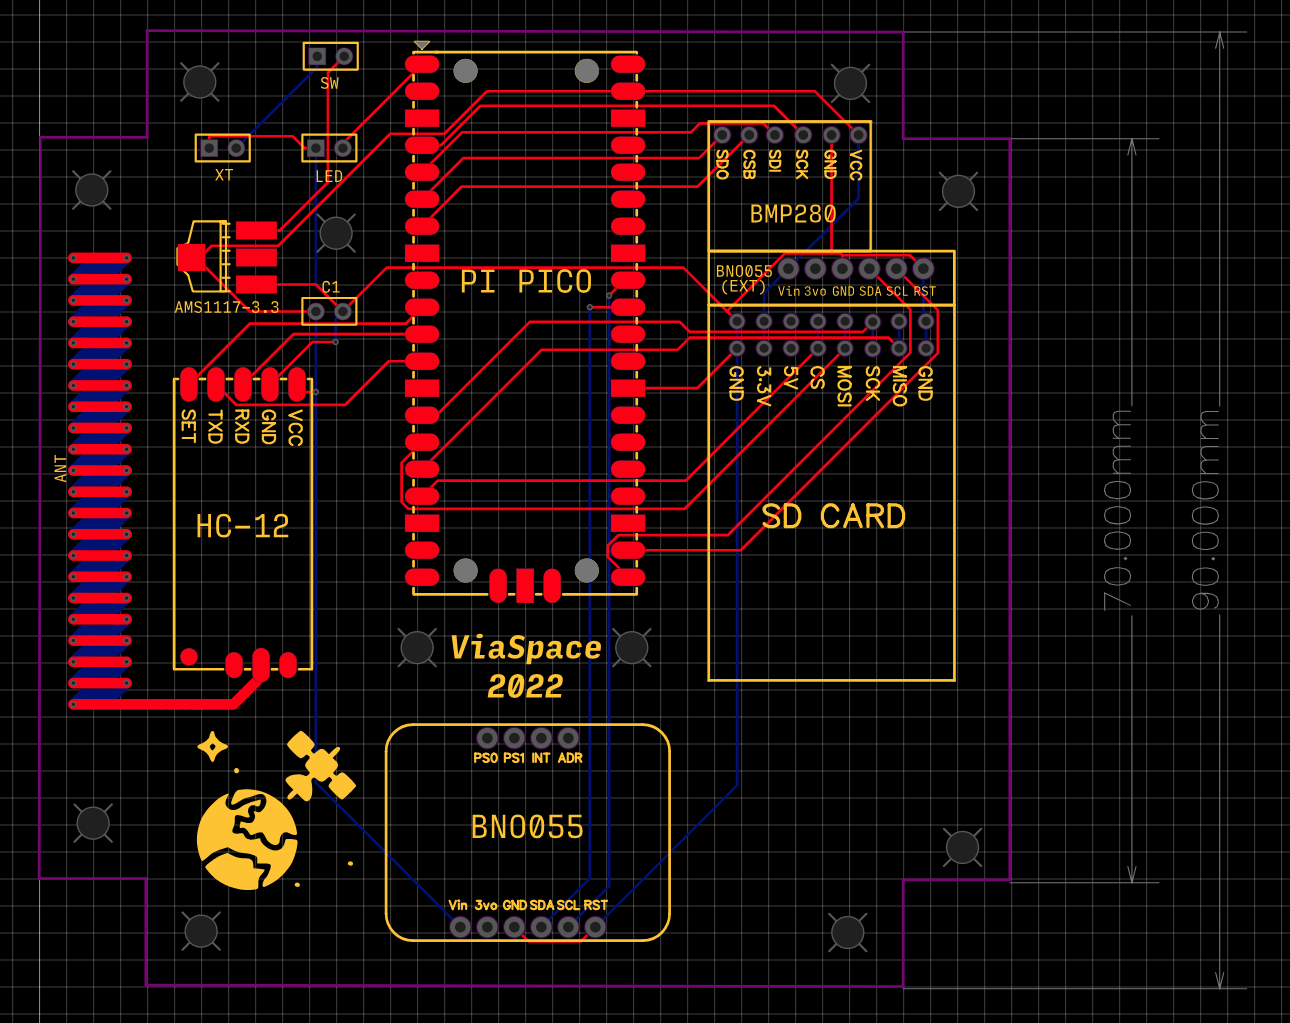 SW
XT
LED
SDO CSB SDI SCK GND VCC
BMP280
BNO055
(EXT)
Vin 3vo GND SDA SCL RST
PI PICO
C1
AMS1117-3.3
GND 3.3V 5V CS MOSI SCK MISO GND
SET TXD RXD GND VCC
ANT
HC-12
SD CARD
70.000mm
90.000mm
ViaSpace
2022
PS0 PS1 INT ADR
BNO055
Vin 3vo GND SDA SCL RST